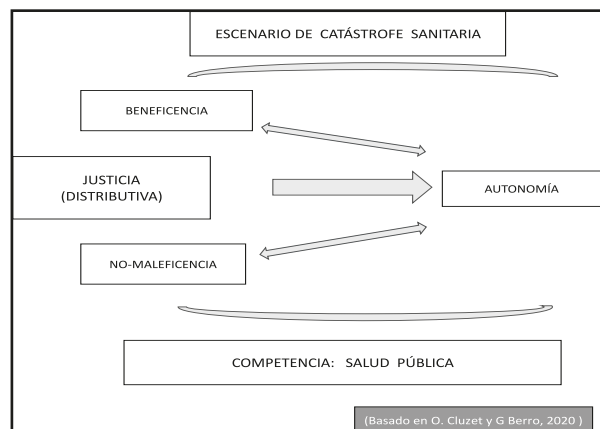 ESCENARIO DE CATÁSTROFE SANITARIA
BENEFICENCIA
JUSTICIA
(DISTRIBUTIVA)
AUTONOMÍA
NO-MALEFICENCIA
COMPETENCIA: SALUD PÚBLICA
(Basado en O. Cluzet y G Berro, 2020 )